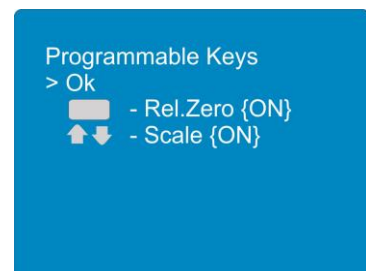 Programmable Keys
> Ok
- Rel.Zero {ON}
- Scale {ON}